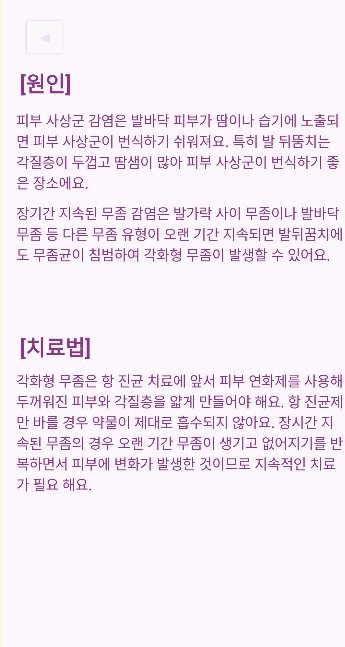 [원인]
피부 사상균 감염은 발바닥 피부가 땀이나 습기에 노출되
면 피부 사상균이 번식하기 쉬워져요. 특히 발 뒤뚬치는
각질층이 두껍고 땀샘이 많아 피부 사상균이 번식하기 좋
은 장소에요.
장기간 지속된 무좀 감염은 발가락 사이 무좀이나 발바닥
무좀 등 다른 무좀 유형이 오랜 기간 지속되면 발뒤꿈치에
도 무좀균이 침범하여 각화형 무좀이 발생할 수 있어요.
[치료법]
각화형 무좀은 항 진균 치료에 앞서 피부 연화제를 사용해
두꺼워진 피부와 각질층을 얇게 만들어야 해요. 항 진균제
만 바를 경우 약물이 제대로 흡수되지 않아요. 장시간 지
속된 무좀의 경우 오랜 기간 무좀이 생기고 없어지기를 반
복하면서 피부에 변화가 발생한 것이므로 지속적인 치료
가 필요 해요.